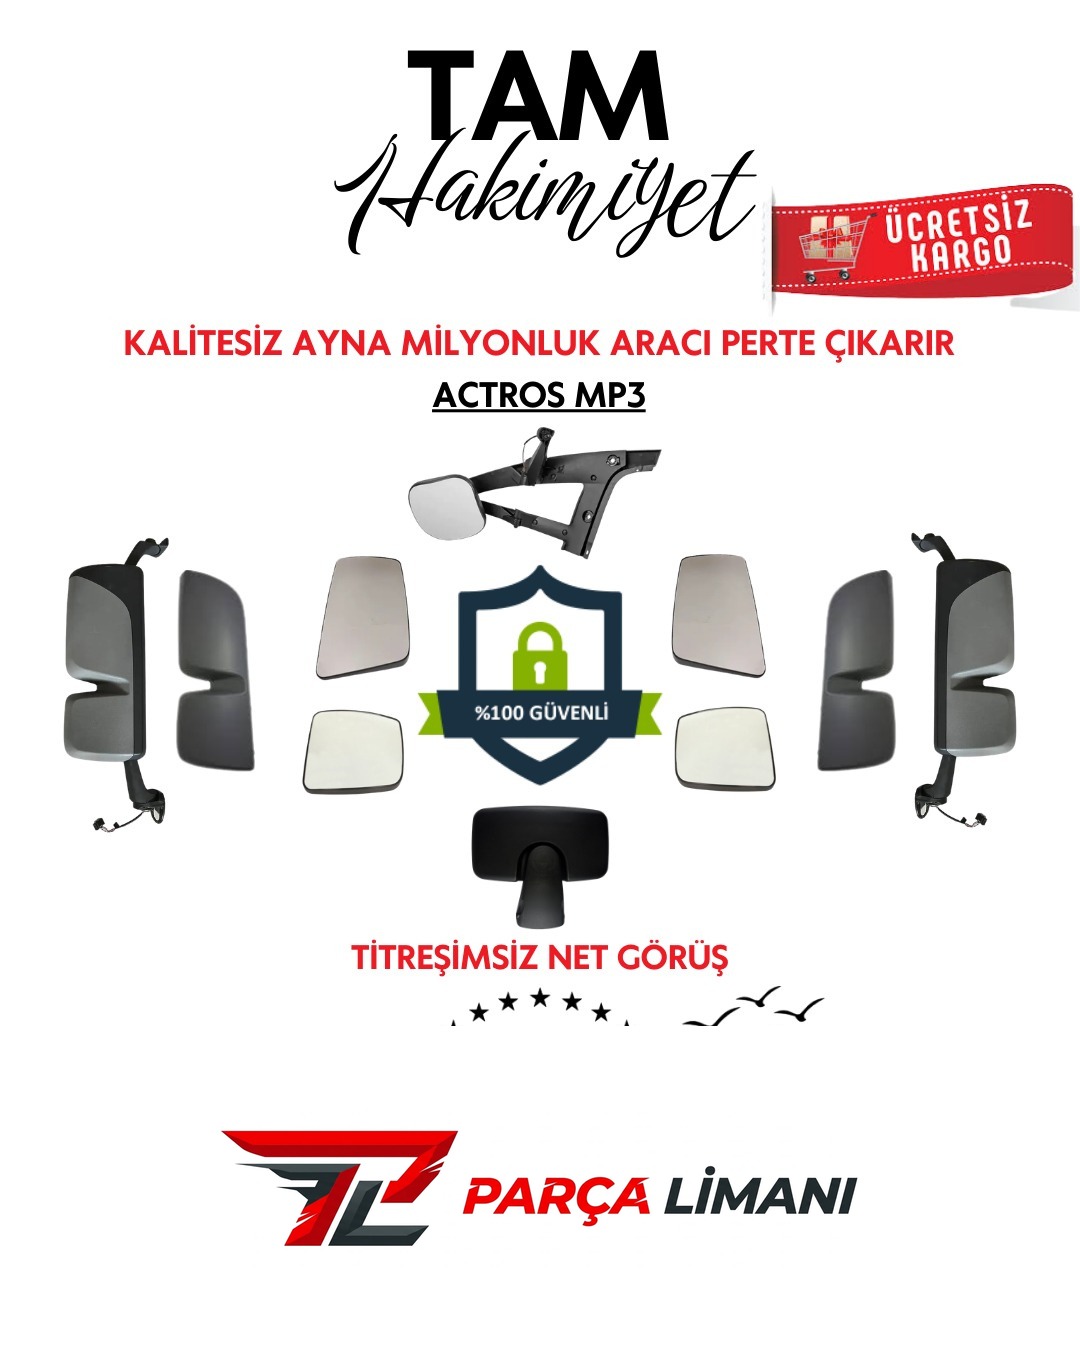 TAM
Hakimiyet
ÜCRETSİZ
KARGO
KALİTESİZ AYNA MİLYONLUK ARACI PERTE ÇIKARIR
ACTROS MP3
%100 GÜVENLİ
TİTREŞİMSİZ NET GÖRÜŞ
PARÇA LİMANI